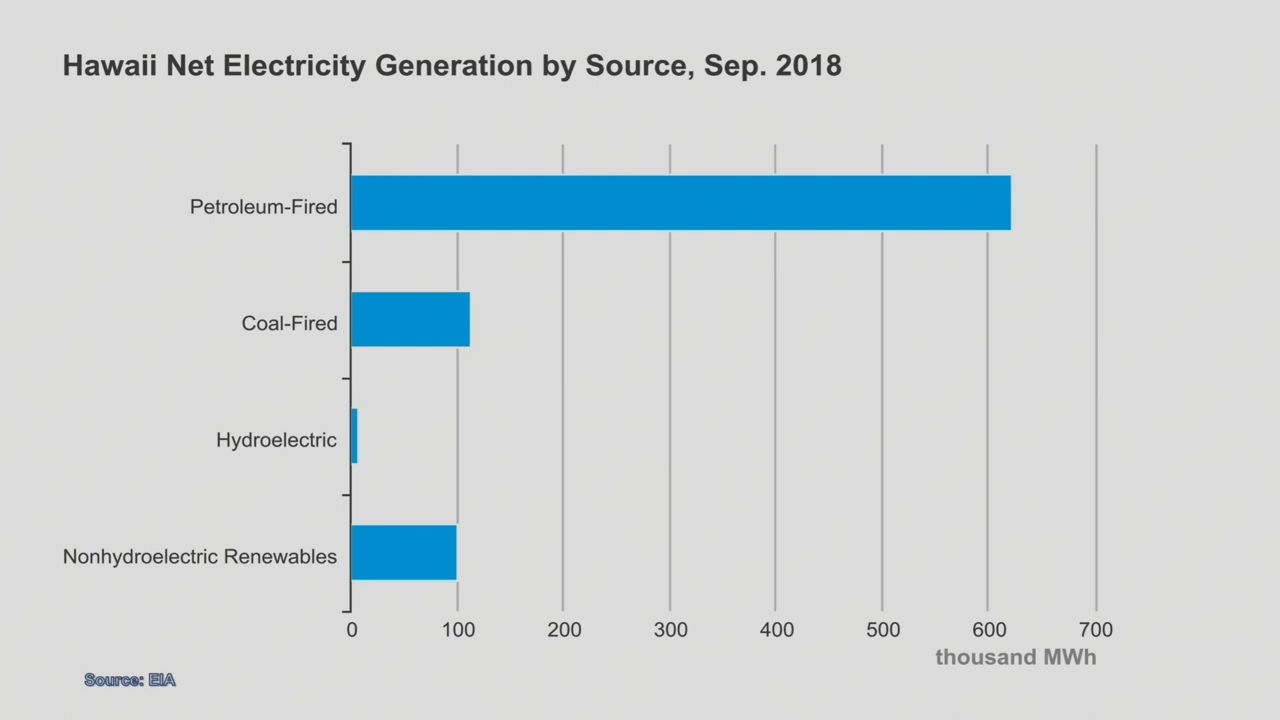 Hawaii Net Electricity Generation by Source, Sep. 2018
Petroleum-Fired
Coal-Fired
Hydroelectric
Nonhydroelectric Renewables
0 100 200 300 400 500 600 700
thousand MWh
Source: EIA